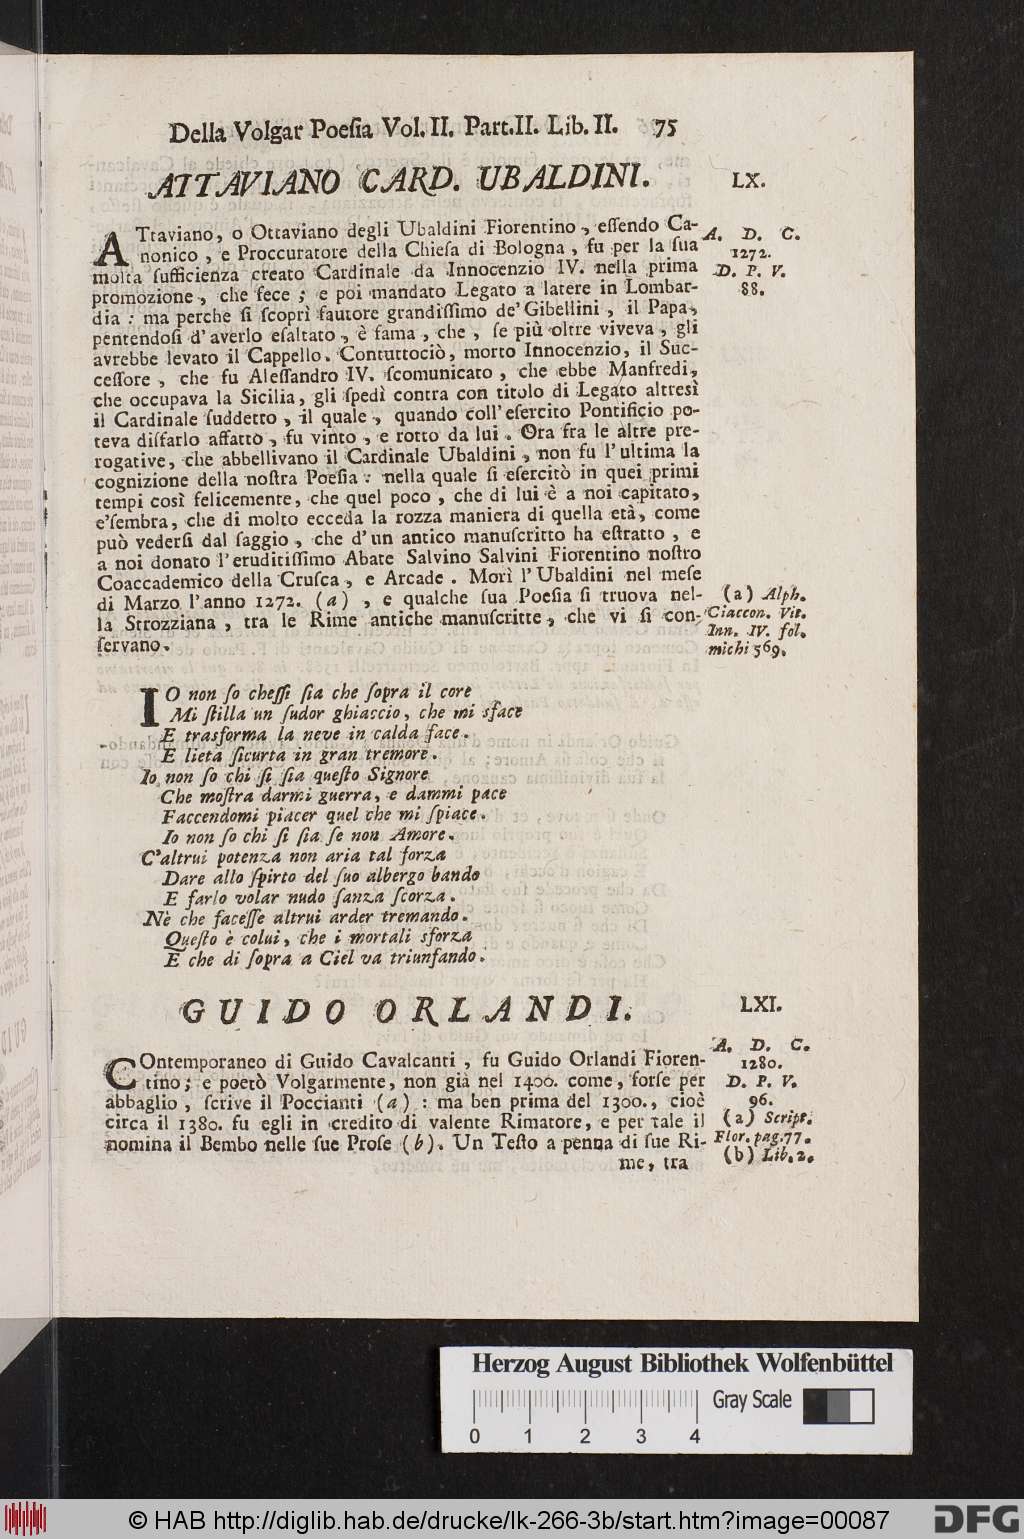 Della Volgar Poeſia Vol. II. Part. II. Lib. II. 75
ATTAVIANO CARD. UBALDINI. LX.
ATtaviano, o Ottaviano degli Ubaldini Fiorentino, eſſendo Ca-
nonico, e Proccuratore della Chieſa di Bologna, fu per la ſua
molta ſufficienza creato Cardinale da Innocenzio IV. nella prima
promozione, che fece; e poi mandato Legato a latere in Lombar-
dia: ma perche ſi ſcoprì fautore grandiſſimo de' Gibellini, il Papa,
pentendoſi d'averlo eſaltato, è fama, che, ſe più oltre viveva, gli
avrebbe levato il Cappello. Contuttociò, morto Innocenzio, il Suc-
ceſſore, che fu Aleſſandro IV. ſcomunicato, che ebbe Manfredi,
che occupava la Sicilia, gli ſpedì contra con titolo di Legato altresì
il Cardinale ſuddetto, il quale, quando coll'eſercito Pontificio po-
teva disfarlo affatto, fu vinto, e rotto da lui. Ora fra le altre pre-
rogative, che abbellivano il Cardinale Ubaldini, non fu l'ultima la
cognizione della noſtra Poeſia: nella quale ſi eſercitò in quei primi
tempi così felicemente, che quel poco, che di lui è a noi capitato,
e'ſembra, che di molto ecceda la rozza maniera di quella età, come
può vederſi dal ſaggio, che d'un antico manuſcritto ha eſtratto, e
a noi donato l'eruditiſſimo Abate Salvino Salvini Fiorentino noſtro
Coaccademico della Cruſca, e Arcade. Morì l'Ubaldini nel meſe
di Marzo l'anno 1272. (a), e qualche ſua Poeſia ſi truova nel-
la Strozziana, tra le Rime antiche manuſcritte, che vi ſi con-
ſervano.
A. D. C.
1272.
D. P. V.
88.
(a) Alph.
Ciaccon. Vit.
Inn. IV. fol.
michi 569.
IO non ſo cheſſi ſia che ſopra il core
Mi ſtilla un ſudor ghiaccio, che mi sface
E trasforma la neve in calda face.
E lieta ſicurta in gran tremore.
Io non ſo chi ſi ſia queſto Signore
Che moſtra darmi guerra, e dammi pace
Faccendomi piacer quel che mi ſpiace.
Io non ſo chi ſi ſia ſe non Amore.
C'altrui potenza non aria tal forza
Dare allo ſpirto del ſuo albergo bando
E farlo volar nudo ſanza ſcorza.
Nè che faceſſe altrui arder tremando.
Queſto è colui, che i mortali sforza
E che di ſopra a Ciel va triunfando.
GUIDO ORLANDI. LXI.
COntemporaneo di Guido Cavalcanti, fu Guido Orlandi Fioren-
tino; e poetò Volgarmente, non già nel 1400. come, forſe per
abbaglio, ſcrive il Poccianti (a): ma ben prima del 1300., cioè
circa il 1380. fu egli in credito di valente Rimatore, e per tale il
nomina il Bembo nelle ſue Proſe (b). Un Teſto a penna di ſue Ri-
me, tra
A. D. C.
1280.
D. P. V.
96.
(a) Script.
Flor. pag. 77.
(b) Lib. 2.
Herzog August Bibliothek Wolfenbüttel
Gray Scale
0 1 2 3 4
© HAB http://diglib.hab.de/drucke/lk-266-3b/start.htm?image=00087
DFG